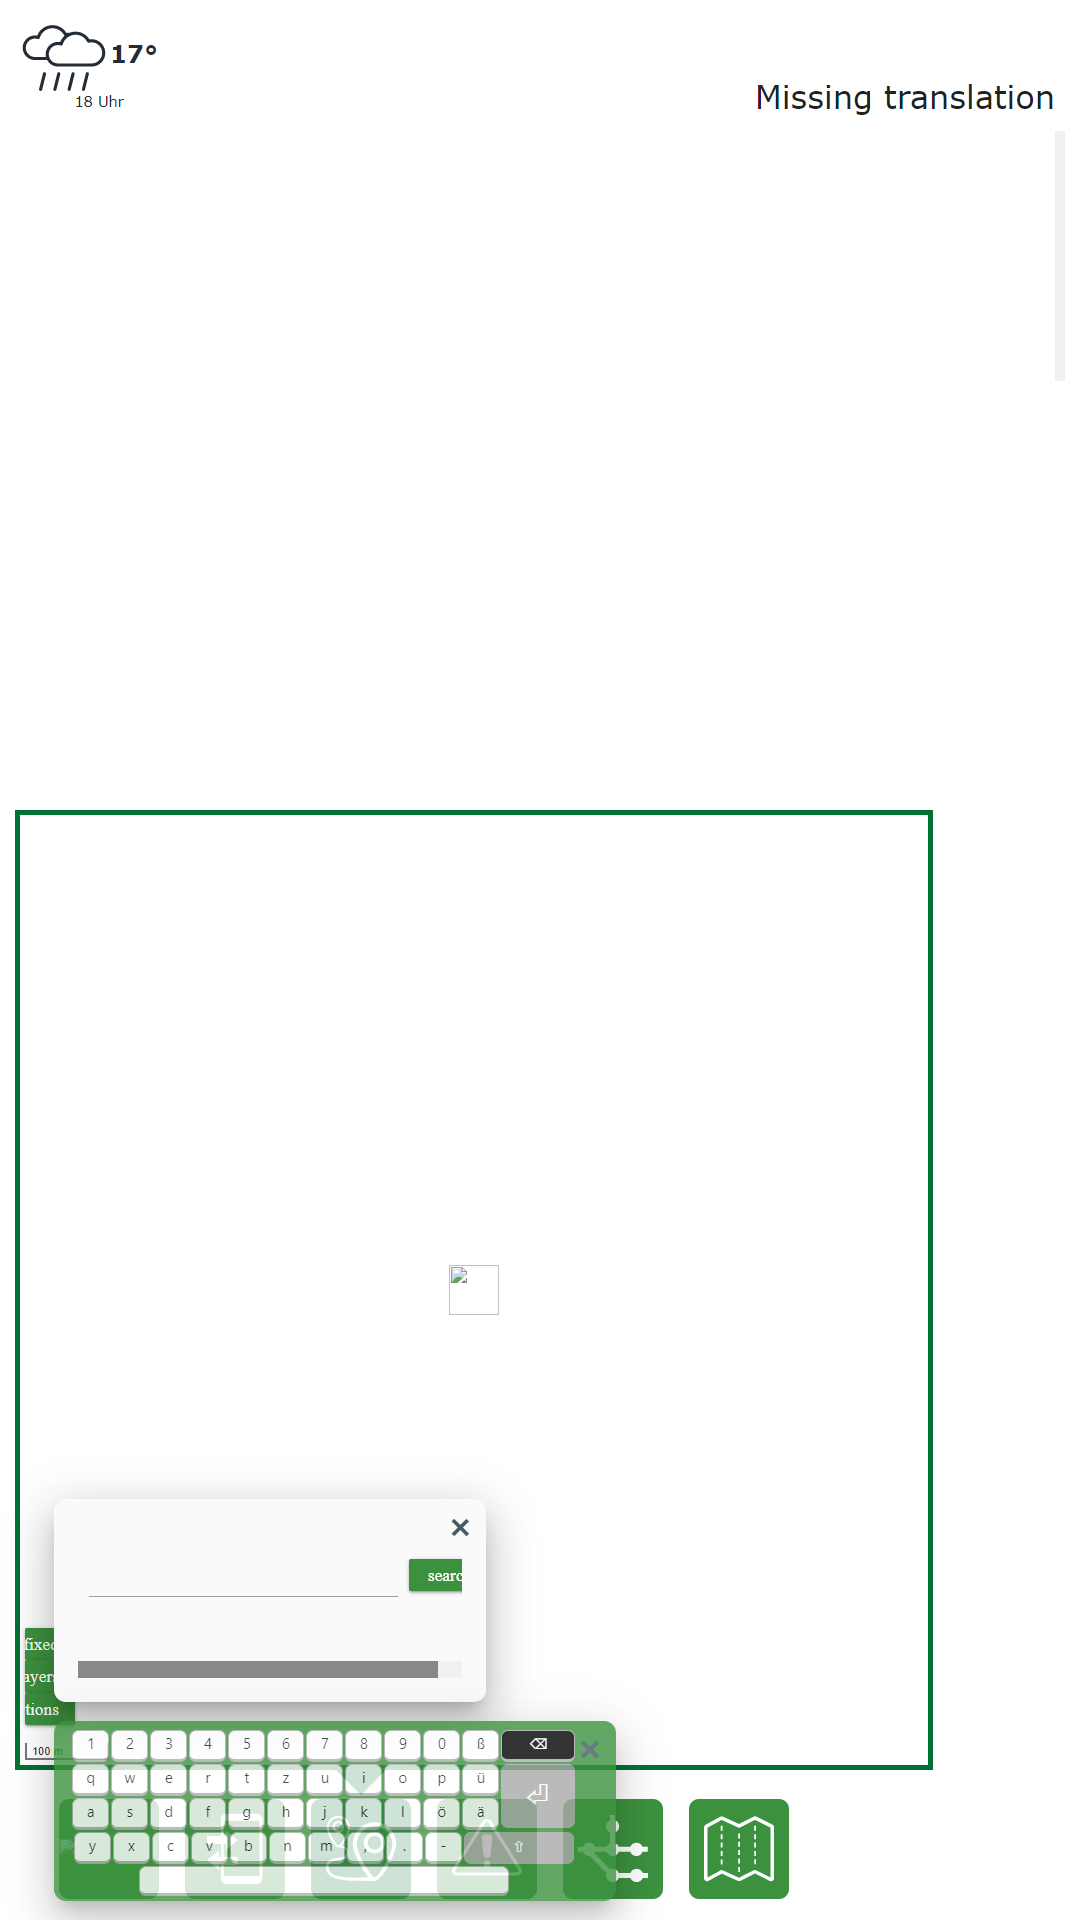 17°
18 Uhr
Missing translation
searc
fixed
ayers
tions
100 m
1 2 3 4 5 6 7 8 9 0 ß ⌫
q w e r t z u i o p ü
a s d f g h j k l ö ä
y x c v b n m , . - ⇧